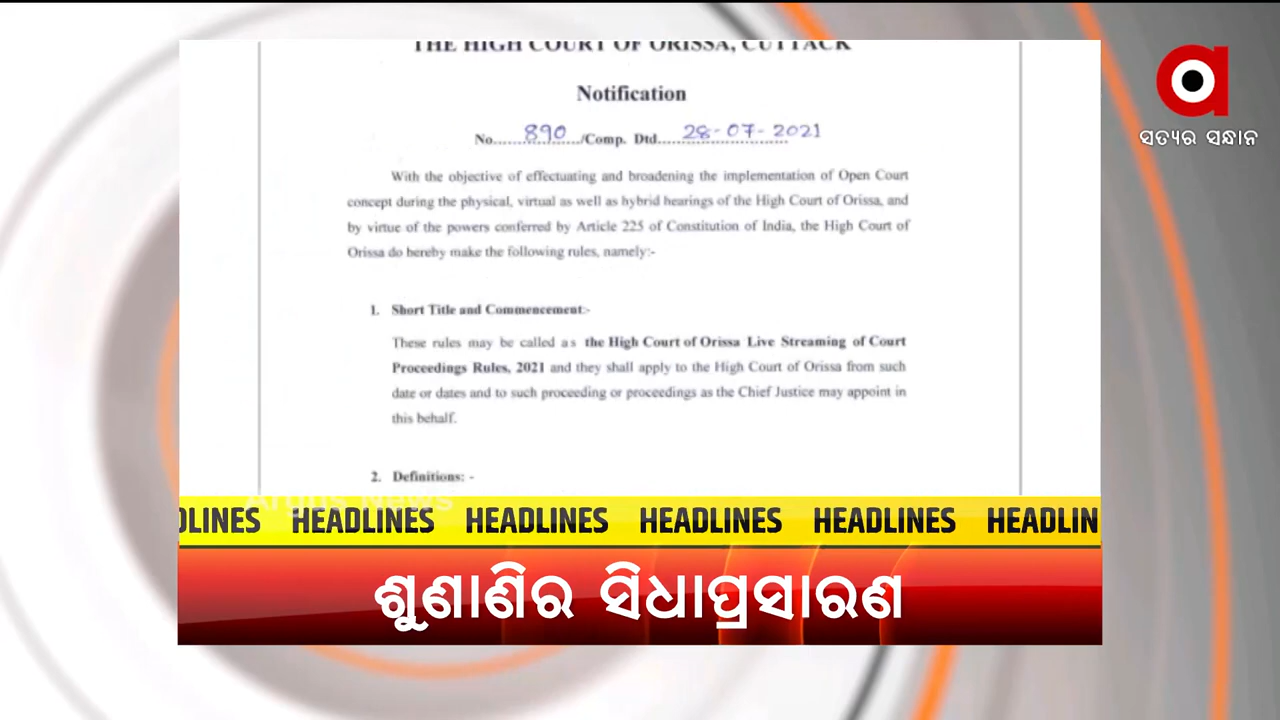 THE HIGH COURT OF ORISSA, CUTTACK
Notification
No......890..../Comp. Dtd......28-07-2021
With the objective of effectuating and broadening the implementation of Open Court
concept during the physical, virtual as well as hybrid hearings of the High Court of Orissa, and
by virtue of the powers conferred by Article 225 of Constitution of India, the High Court of
Orissa do hereby make the following rules, namely:-
1. Short Title and Commencement:-
These rules may be called as the High Court of Orissa Live Streaming of Court
Proceedings Rules, 2021 and they shall apply to the High Court of Orissa from such
date or dates and to such proceeding or proceedings as the Chief Justice may appoint in
this behalf.
2. Definitions: -
Argus News
DLINES HEADLINES HEADLINES HEADLINES HEADLINES HEADLIN
ଶୁଣାଣିର ସିଧାପ୍ରସାରଣ
a
ସତ୍ୟର ସନ୍ଧାନ